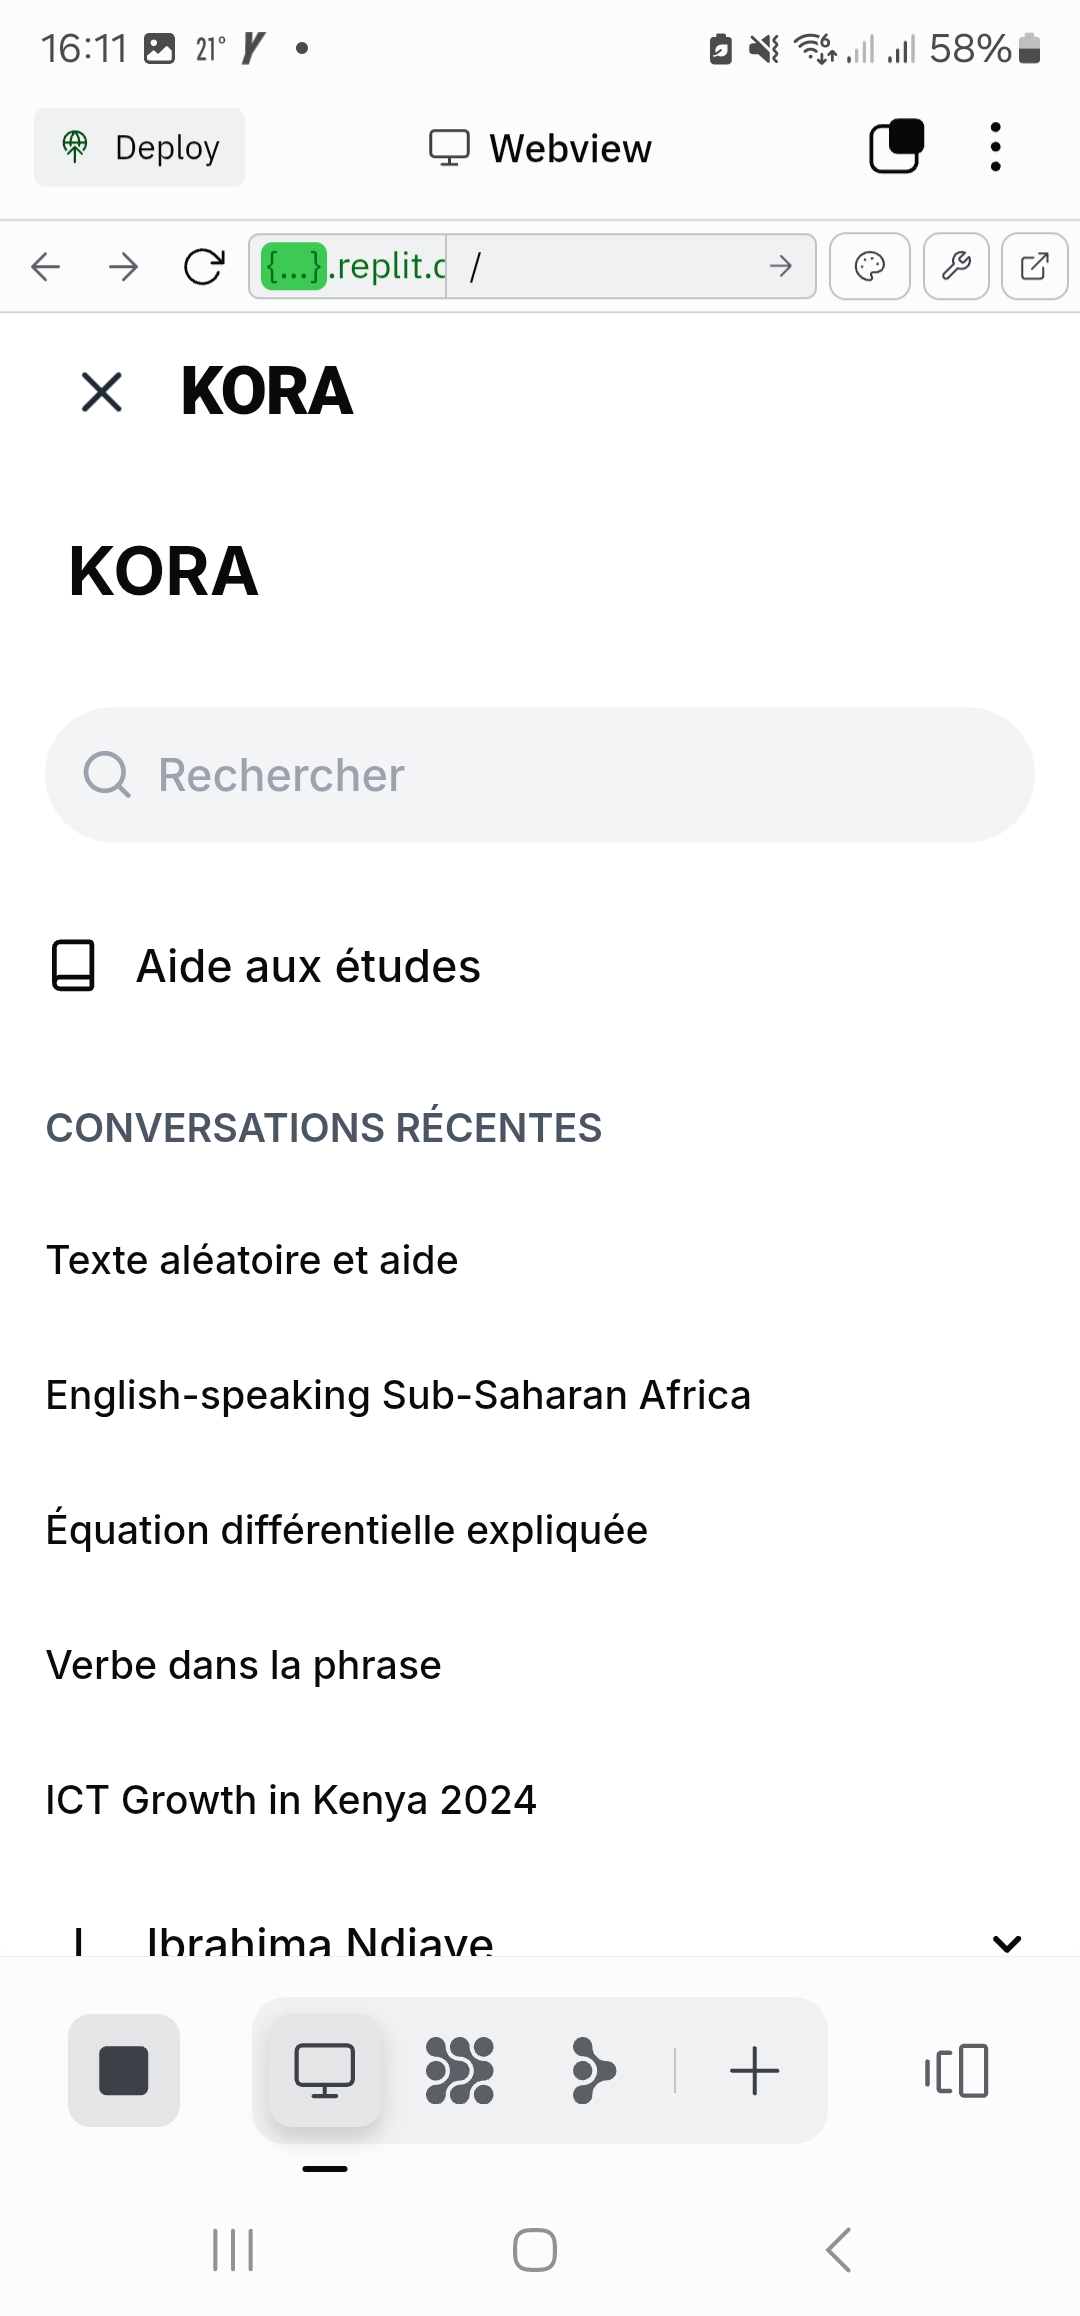 16:11 21° 58%
Deploy Webview
{...}.replit.d /
KORA
KORA
Rechercher
Aide aux études
CONVERSATIONS RÉCENTES
Texte aléatoire et aide
English-speaking Sub-Saharan Africa
Équation différentielle expliquée
Verbe dans la phrase
ICT Growth in Kenya 2024
I Ibrahima Ndiaye